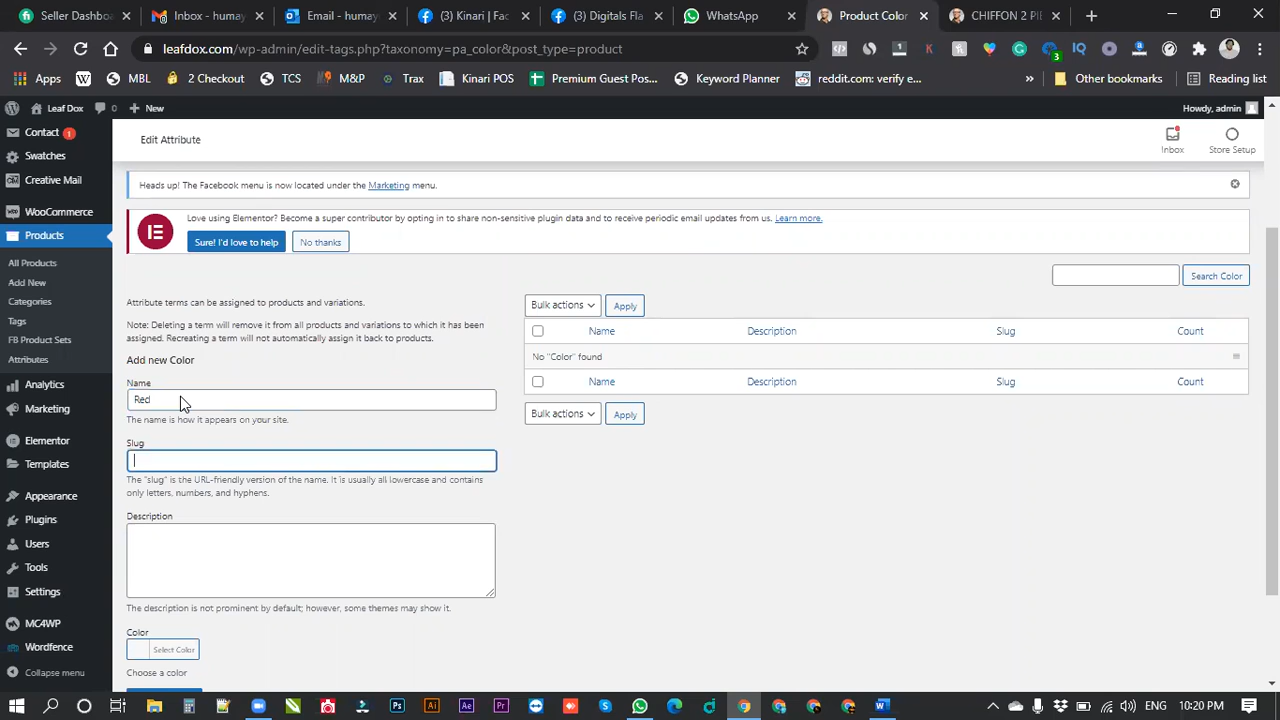 Seller Dashbo
Inbox - huma
Email - hum
(3) Kinari | Fac
(3) Digitals Fla
WhatsApp
Product Color
CHIFFON 2 PIE
leafdox.com/wp-admin/edit-tags.php?taxonomy=pa_color&post_type=product
Apps
MBL
2 Checkout
TCS
M&P
Trax
Kinari POS
Premium Guest Pos...
Keyword Planner
reddit.com: verify e...
»
Other bookmarks
Reading list
Leaf Dox
0
New
Howdy, admin
Contact 1
Swatches
Creative Mail
WooCommerce
Products
All Products
Add New
Categories
Tags
FB Product Sets
Attributes
Analytics
Marketing
Elementor
Templates
Appearance
Plugins
Users
Tools
Settings
MC4WP
Wordfence
Collapse menu
Edit Attribute
Inbox
Store Setup
Heads up! The Facebook menu is now located under the Marketing menu.
Love using Elementor? Become a super contributor by opting in to share non-sensitive plugin data and to receive periodic email updates from us. Learn more.
Sure! I'd love to help
No thanks
Search Color
Attribute terms can be assigned to products and variations.
Note: Deleting a term will remove it from all products and variations to which it has been
assigned. Recreating a term will not automatically assign it back to products.
Add new Color
Name
Red
The name is how it appears on your site.
Slug
The "slug" is the URL-friendly version of the name. It is usually all lowercase and contains
only letters, numbers, and hyphens.
Description
The description is not prominent by default; however, some themes may show it.
Color
Select Color
Choose a color
Bulk actions
Apply
Name
Description
Slug
Count
No "Color" found
Name
Description
Slug
Count
Bulk actions
Apply
10:20 PM